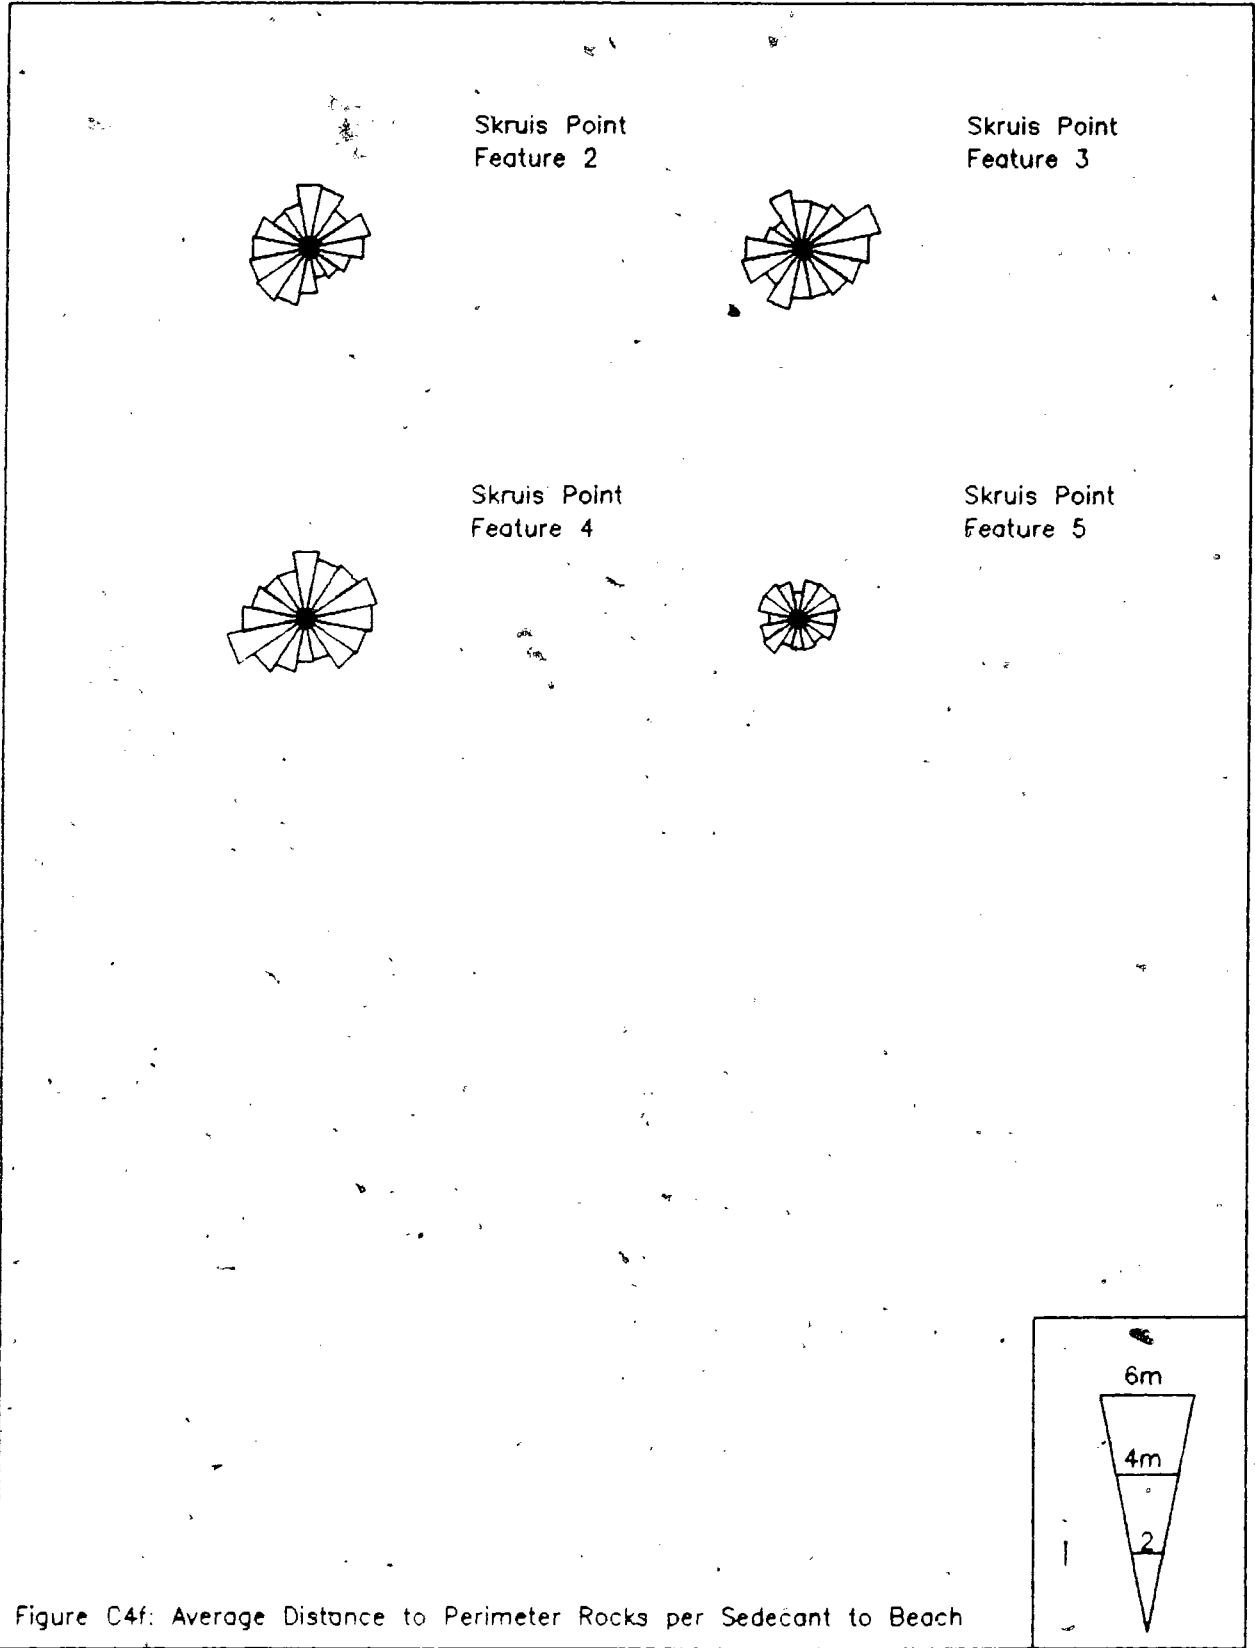 Skruis Point
Feature 2
Skruis Point
Feature 3
Skruis Point
Feature 4
Skruis Point
Feature 5
6m
4m
2
Figure C4f: Average Distance to Perimeter Rocks per Sedecant to Beach